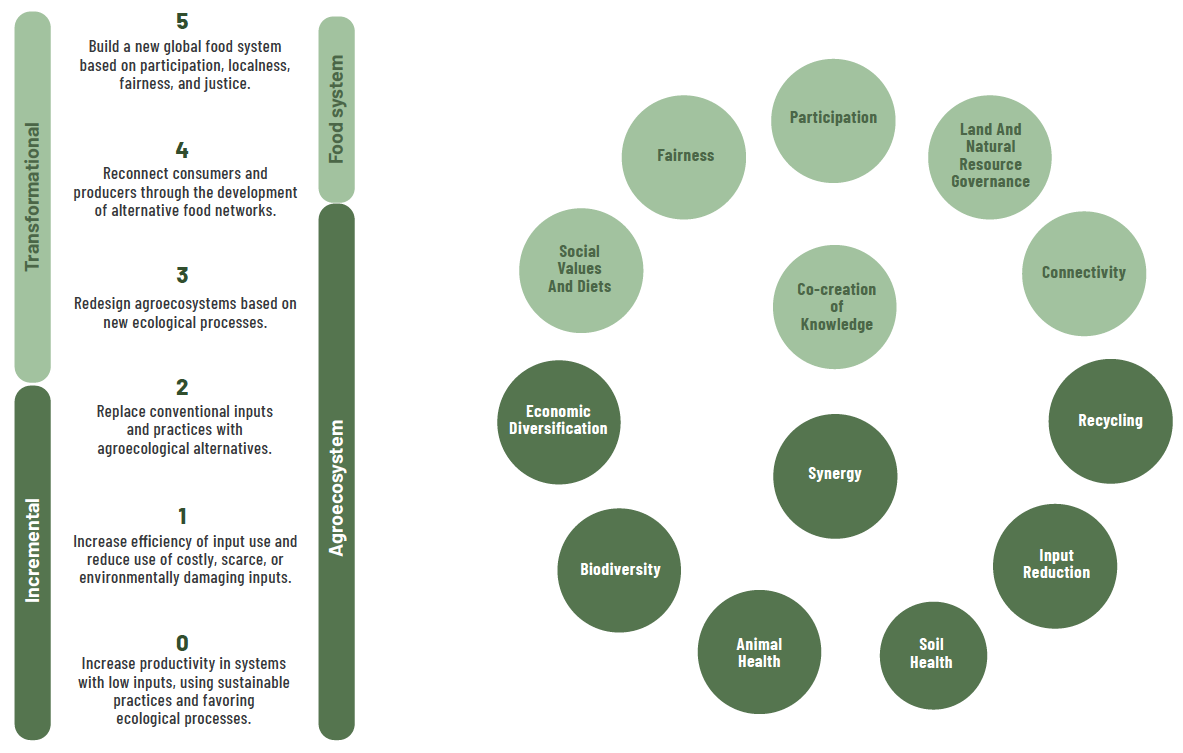 Transformational
Incremental
5
Build a new global food system
based on participation, localness,
fairness, and justice.
4
Reconnect consumers and
producers through the development
of alternative food networks.
3
Redesign agroecosystems based on
new ecological processes.
2
Replace conventional inputs
and practices with
agroecological alternatives.
1
Increase efficiency of input use and
reduce use of costly, scarce, or
environmentally damaging inputs.
0
Increase productivity in systems
with low inputs, using sustainable
practices and favoring
ecological processes.
Food system
Agroecosystem
Participation
Fairness
Land And
Natural
Resource
Governance
Social
Values
And Diets
Co-creation
of
Knowledge
Connectivity
Economic
Diversification
Synergy
Recycling
Biodiversity
Input
Reduction
Animal
Health
Soil
Health